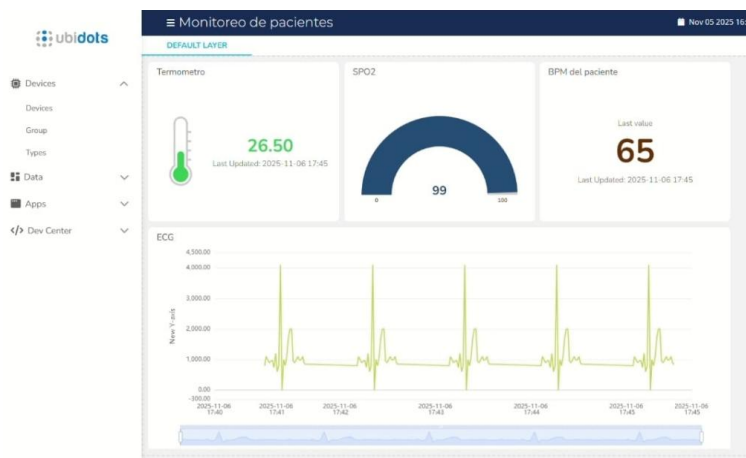 ubidots
Monitoreo de pacientes
Nov 05 2025 16:
DEFAULT LAYER
Devices
Devices
Group
Types
Data
Apps
Dev Center
Termometro
26.50
Last Updated: 2025-11-06 17:45
SPO2
99
0
100
BPM del paciente
Last value
65
Last Updated: 2025-11-06 17:45
ECG
New Y-axis
4,500.00
4,000.00
3,000.00
2,000.00
1,000.00
0.00
-300.00
2025-11-06
17:40
2025-11-06
17:41
2025-11-06
17:42
2025-11-06
17:43
2025-11-06
17:44
2025-11-06
17:45
2025-11-06
17:45